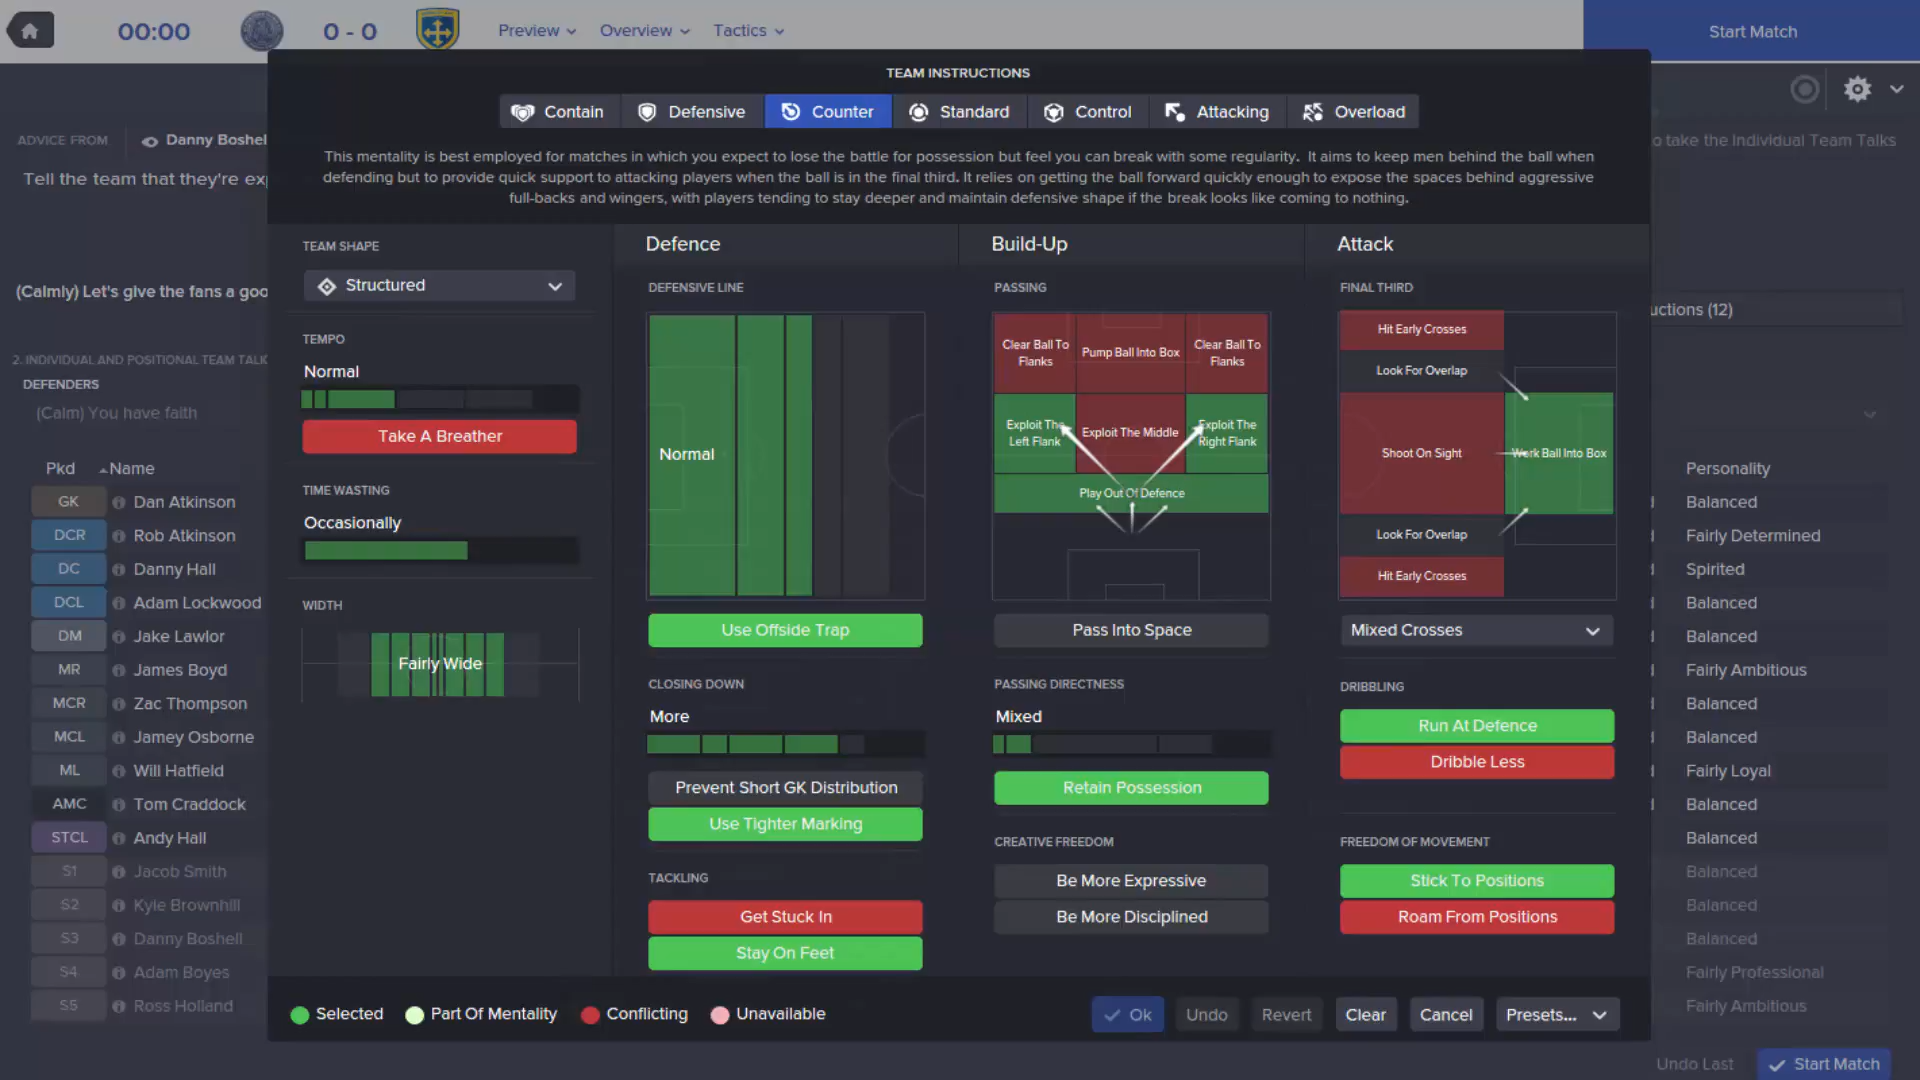 00:00
0 - 0
Preview
Overview
Tactics
Start Match
TEAM INSTRUCTIONS
Contain
Defensive
Counter
Standard
Control
Attacking
Overload
This mentality is best employed for matches in which you expect to lose the battle for possession but feel you can break with some regularity. It aims to keep men behind the ball when
defending but to provide quick support to attacking players when the ball is in the final third. It relies on getting the ball forward quickly enough to expose the spaces behind aggressive
full-backs and wingers, with players tending to stay deeper and maintain defensive shape if the break looks like coming to nothing.
ADVICE FROM
Danny Boshel
o take the Individual Team Talks
Tell the team that they're ex
(Calmly) Let's give the fans a goo
uctions (12)
2. INDIVIDUAL AND POSITIONAL TEAM TALK
DEFENDERS
(Calm) You have faith
Pkd
Name
Personality
GK Dan Atkinson Balanced
DCR Rob Atkinson Fairly Determined
DC Danny Hall Spirited
DCL Adam Lockwood Balanced
DM Jake Lawlor Balanced
MR James Boyd Fairly Ambitious
MCR Zac Thompson Balanced
MCL Jamey Osborne Balanced
ML Will Hatfield Fairly Loyal
AMC Tom Craddock Balanced
STCL Andy Hall Balanced
S1 Jacob Smith Balanced
S2 Kyle Brownhill Balanced
S3 Danny Boshell Balanced
S4 Adam Boyes Fairly Professional
S5 Ross Holland Fairly Ambitious
TEAM SHAPE
Structured
TEMPO
Normal
Take A Breather
TIME WASTING
Occasionally
WIDTH
Fairly Wide
Defence
DEFENSIVE LINE
Normal
Use Offside Trap
CLOSING DOWN
More
Prevent Short GK Distribution
Use Tighter Marking
TACKLING
Get Stuck In
Stay On Feet
Build-Up
PASSING
Clear Ball To
Flanks
Pump Ball Into Box
Clear Ball To
Flanks
Exploit The
Left Flank
Exploit The Middle
Exploit The
Right Flank
Play Out Of Defence
Pass Into Space
PASSING DIRECTNESS
Mixed
Retain Possession
CREATIVE FREEDOM
Be More Expressive
Be More Disciplined
Attack
FINAL THIRD
Hit Early Crosses
Look For Overlap
Shoot On Sight
Work Ball Into Box
Look For Overlap
Hit Early Crosses
Mixed Crosses
DRIBBLING
Run At Defence
Dribble Less
FREEDOM OF MOVEMENT
Stick To Positions
Roam From Positions
Selected
Part Of Mentality
Conflicting
Unavailable
Ok
Undo
Revert
Clear
Cancel
Presets...
Undo Last
Start Match